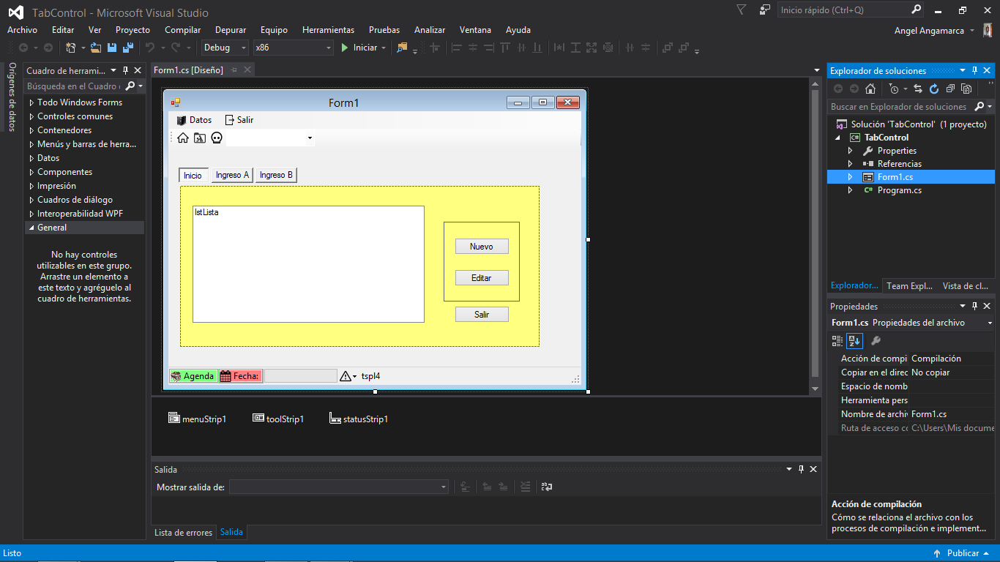 TabControl - Microsoft Visual Studio
Inicio rápido (Ctrl+Q)
Archivo Editar Ver Proyecto Compilar Depurar Equipo Herramientas Pruebas Analizar Ventana Ayuda
Angel Angamarca
Debug x86 Iniciar
Orígenes de datos
Cuadro de herrami...
Búsqueda en el Cuadro
Todo Windows Forms
Controles comunes
Contenedores
Menús y barras de herra...
Datos
Componentes
Impresión
Cuadros de diálogo
Interoperabilidad WPF
General
No hay controles
utilizables en este grupo.
Arrastre un elemento a
este texto y agréguelo al
cuadro de herramientas.
Form1.cs [Diseño]
Form1
Datos Salir
Inicio Ingreso A Ingreso B
lstLista
Nuevo
Editar
Salir
Agenda Fecha: tspl4
menuStrip1 toolStrip1 statusStrip1
Salida
Mostrar salida de:
Lista de errores Salida
Explorador de soluciones
Buscar en Explorador de soluciones
Solución 'TabControl' (1 proyecto)
C# TabControl
Properties
Referencias
Form1.cs
C# Program.cs
Explorador... Team Expl... Vista de cl...
Propiedades
Form1.cs Propiedades del archivo
Acción de compi Compilación
Copiar en el direc No copiar
Espacio de nomb
Herramienta pers
Nombre de archi Form1.cs
Ruta de acceso co C:\Users\Mis docume
Acción de compilación
Cómo se relaciona el archivo con los
procesos de compilación e implement...
Listo
Publicar